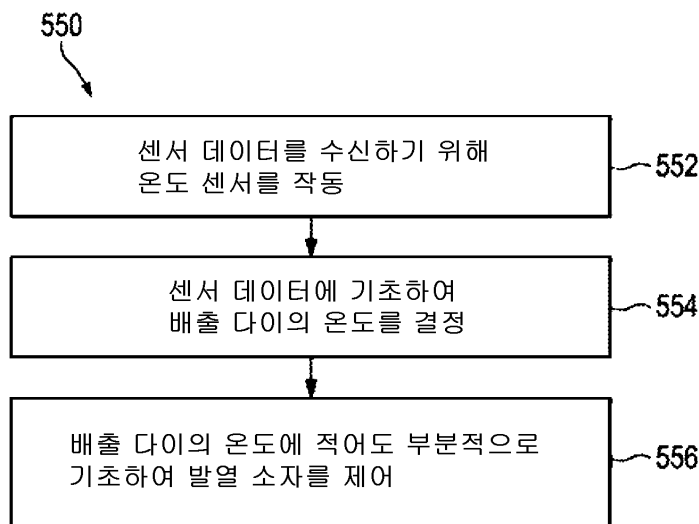 550
센서 데이터를 수신하기 위해
온도 센서를 작동
552
센서 데이터에 기초하여
배출 다이의 온도를 결정
554
배출 다이의 온도에 적어도 부분적으로
기초하여 발열 소자를 제어
556